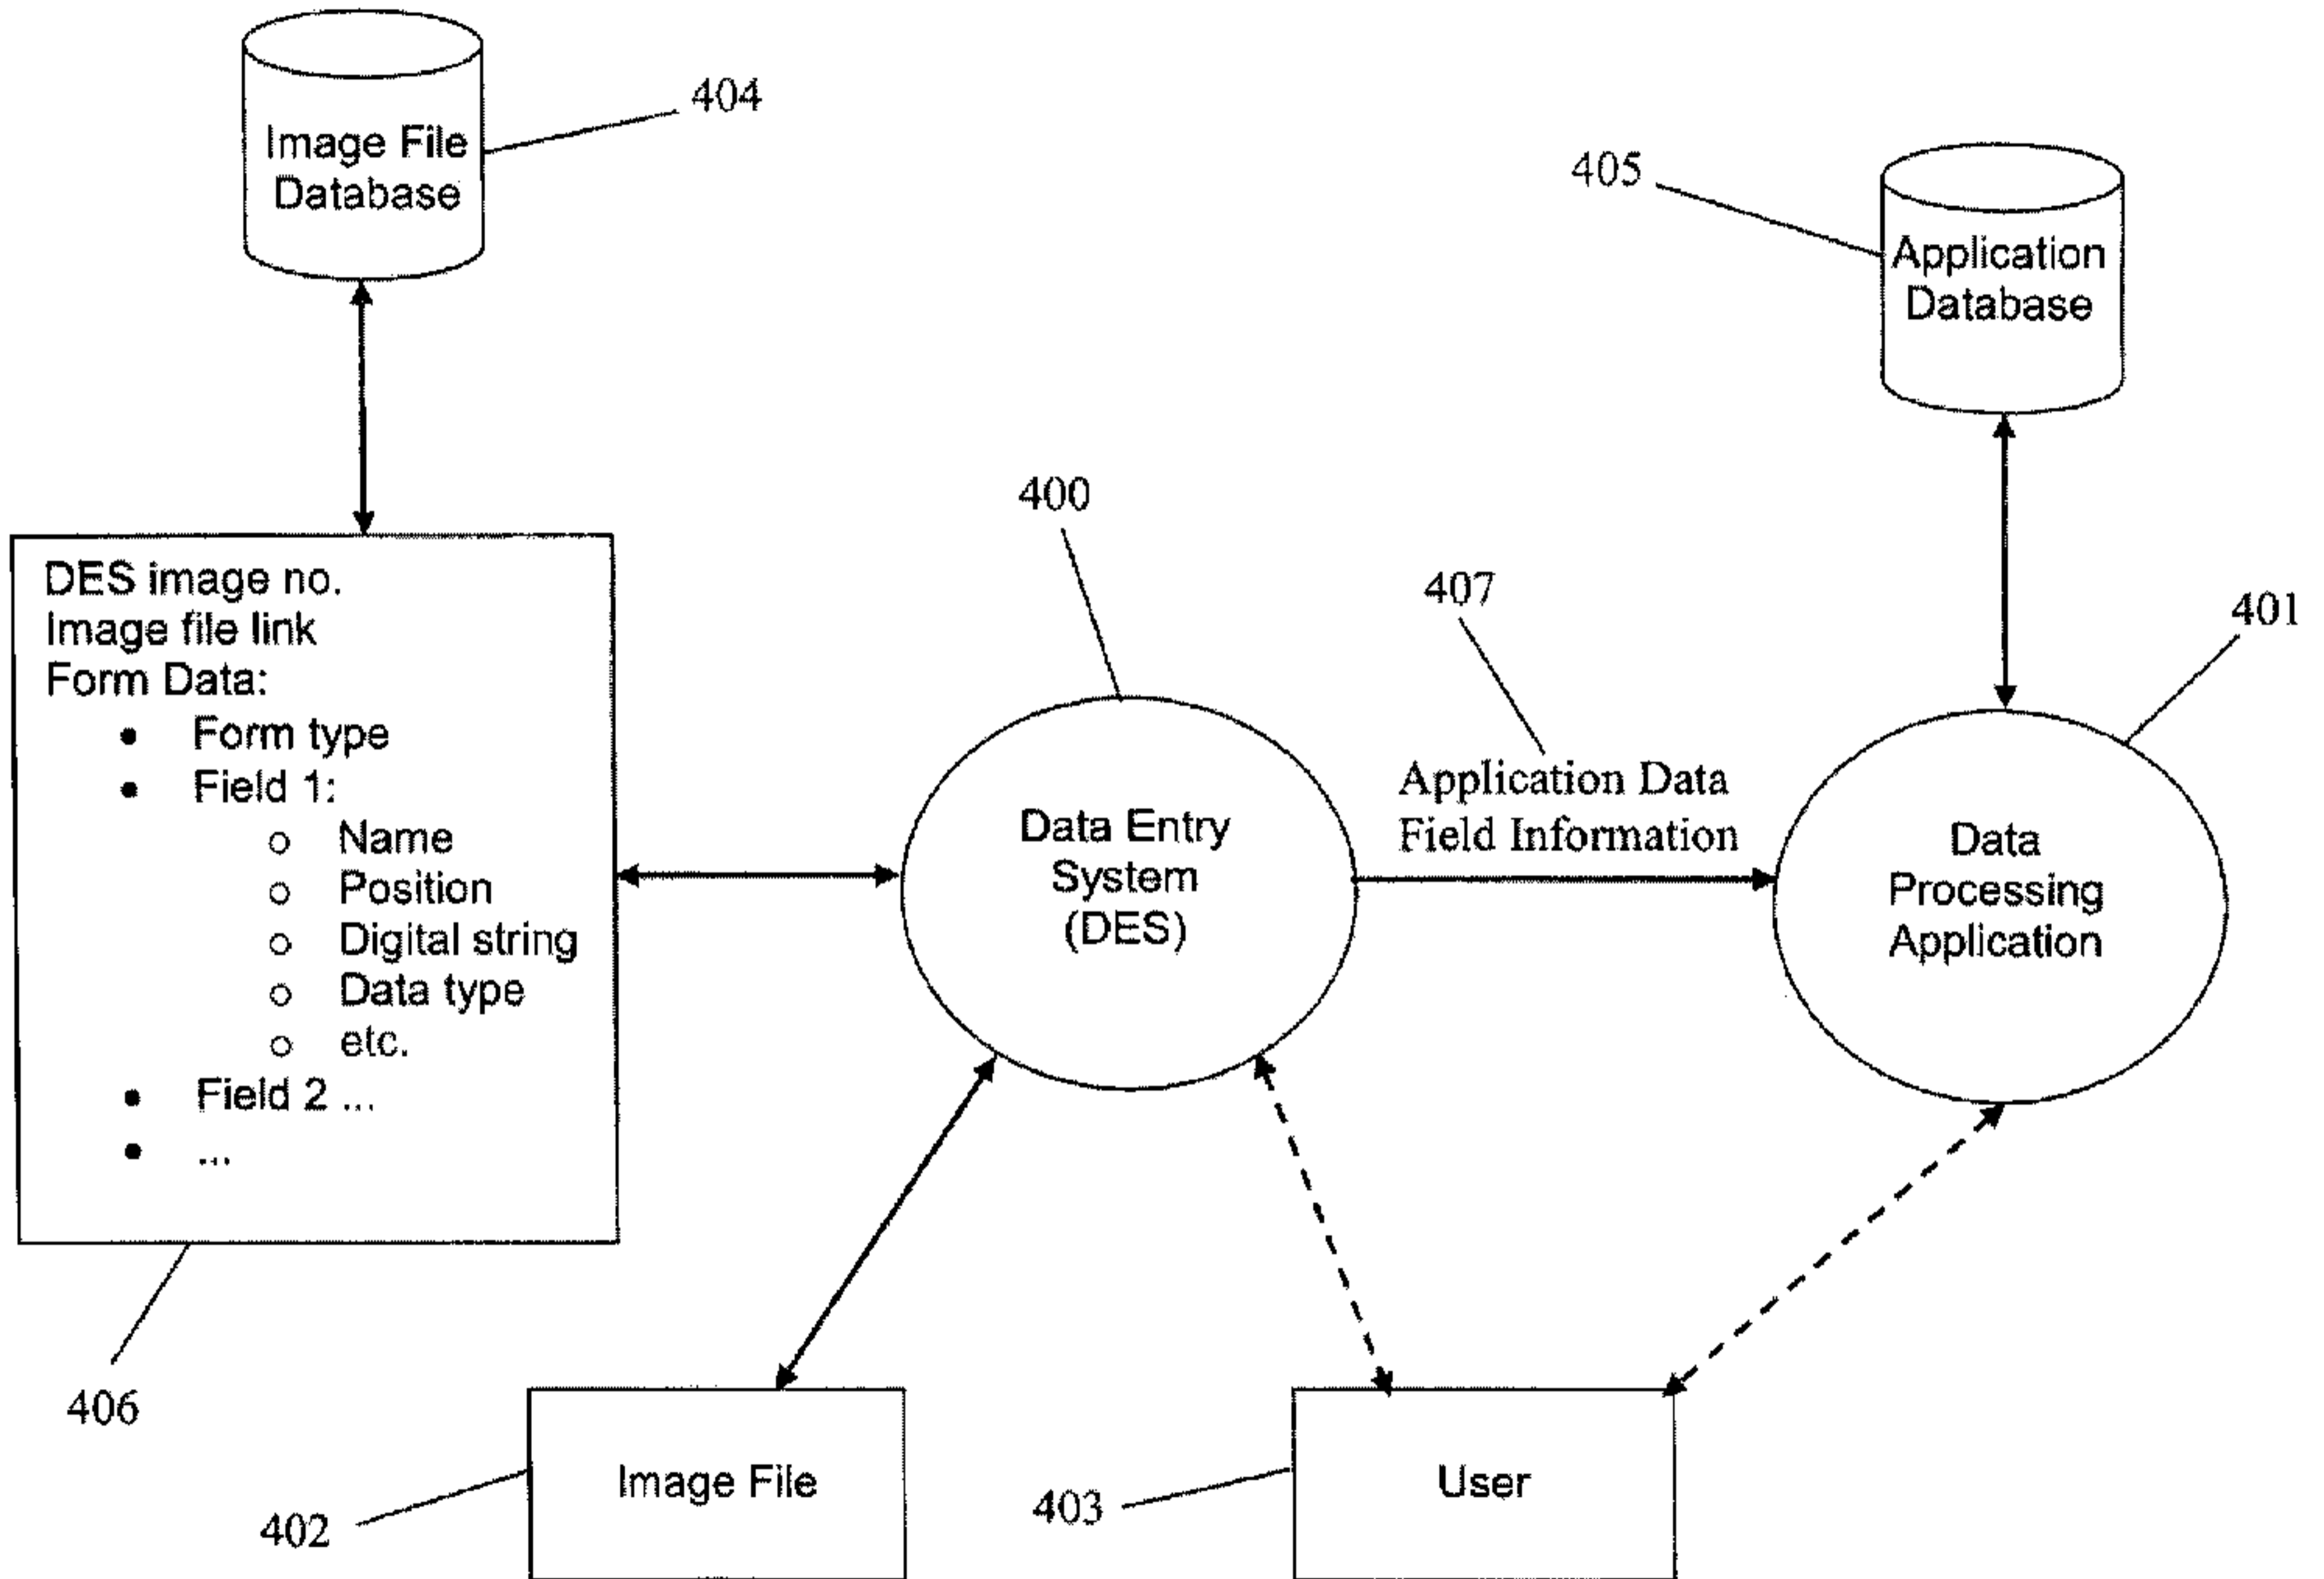 404
Image File
Database
405
Application
Database
400
407
401
DES image no.
Image file link
Form Data:
• Form type
• Field 1:
○ Name
○ Position
○ Digital string
○ Data type
○ etc.
• Field 2 ...
• ...
Data Entry
System
(DES)
Application Data
Field Information
Data
Processing
Application
406
Image File
402
User
403